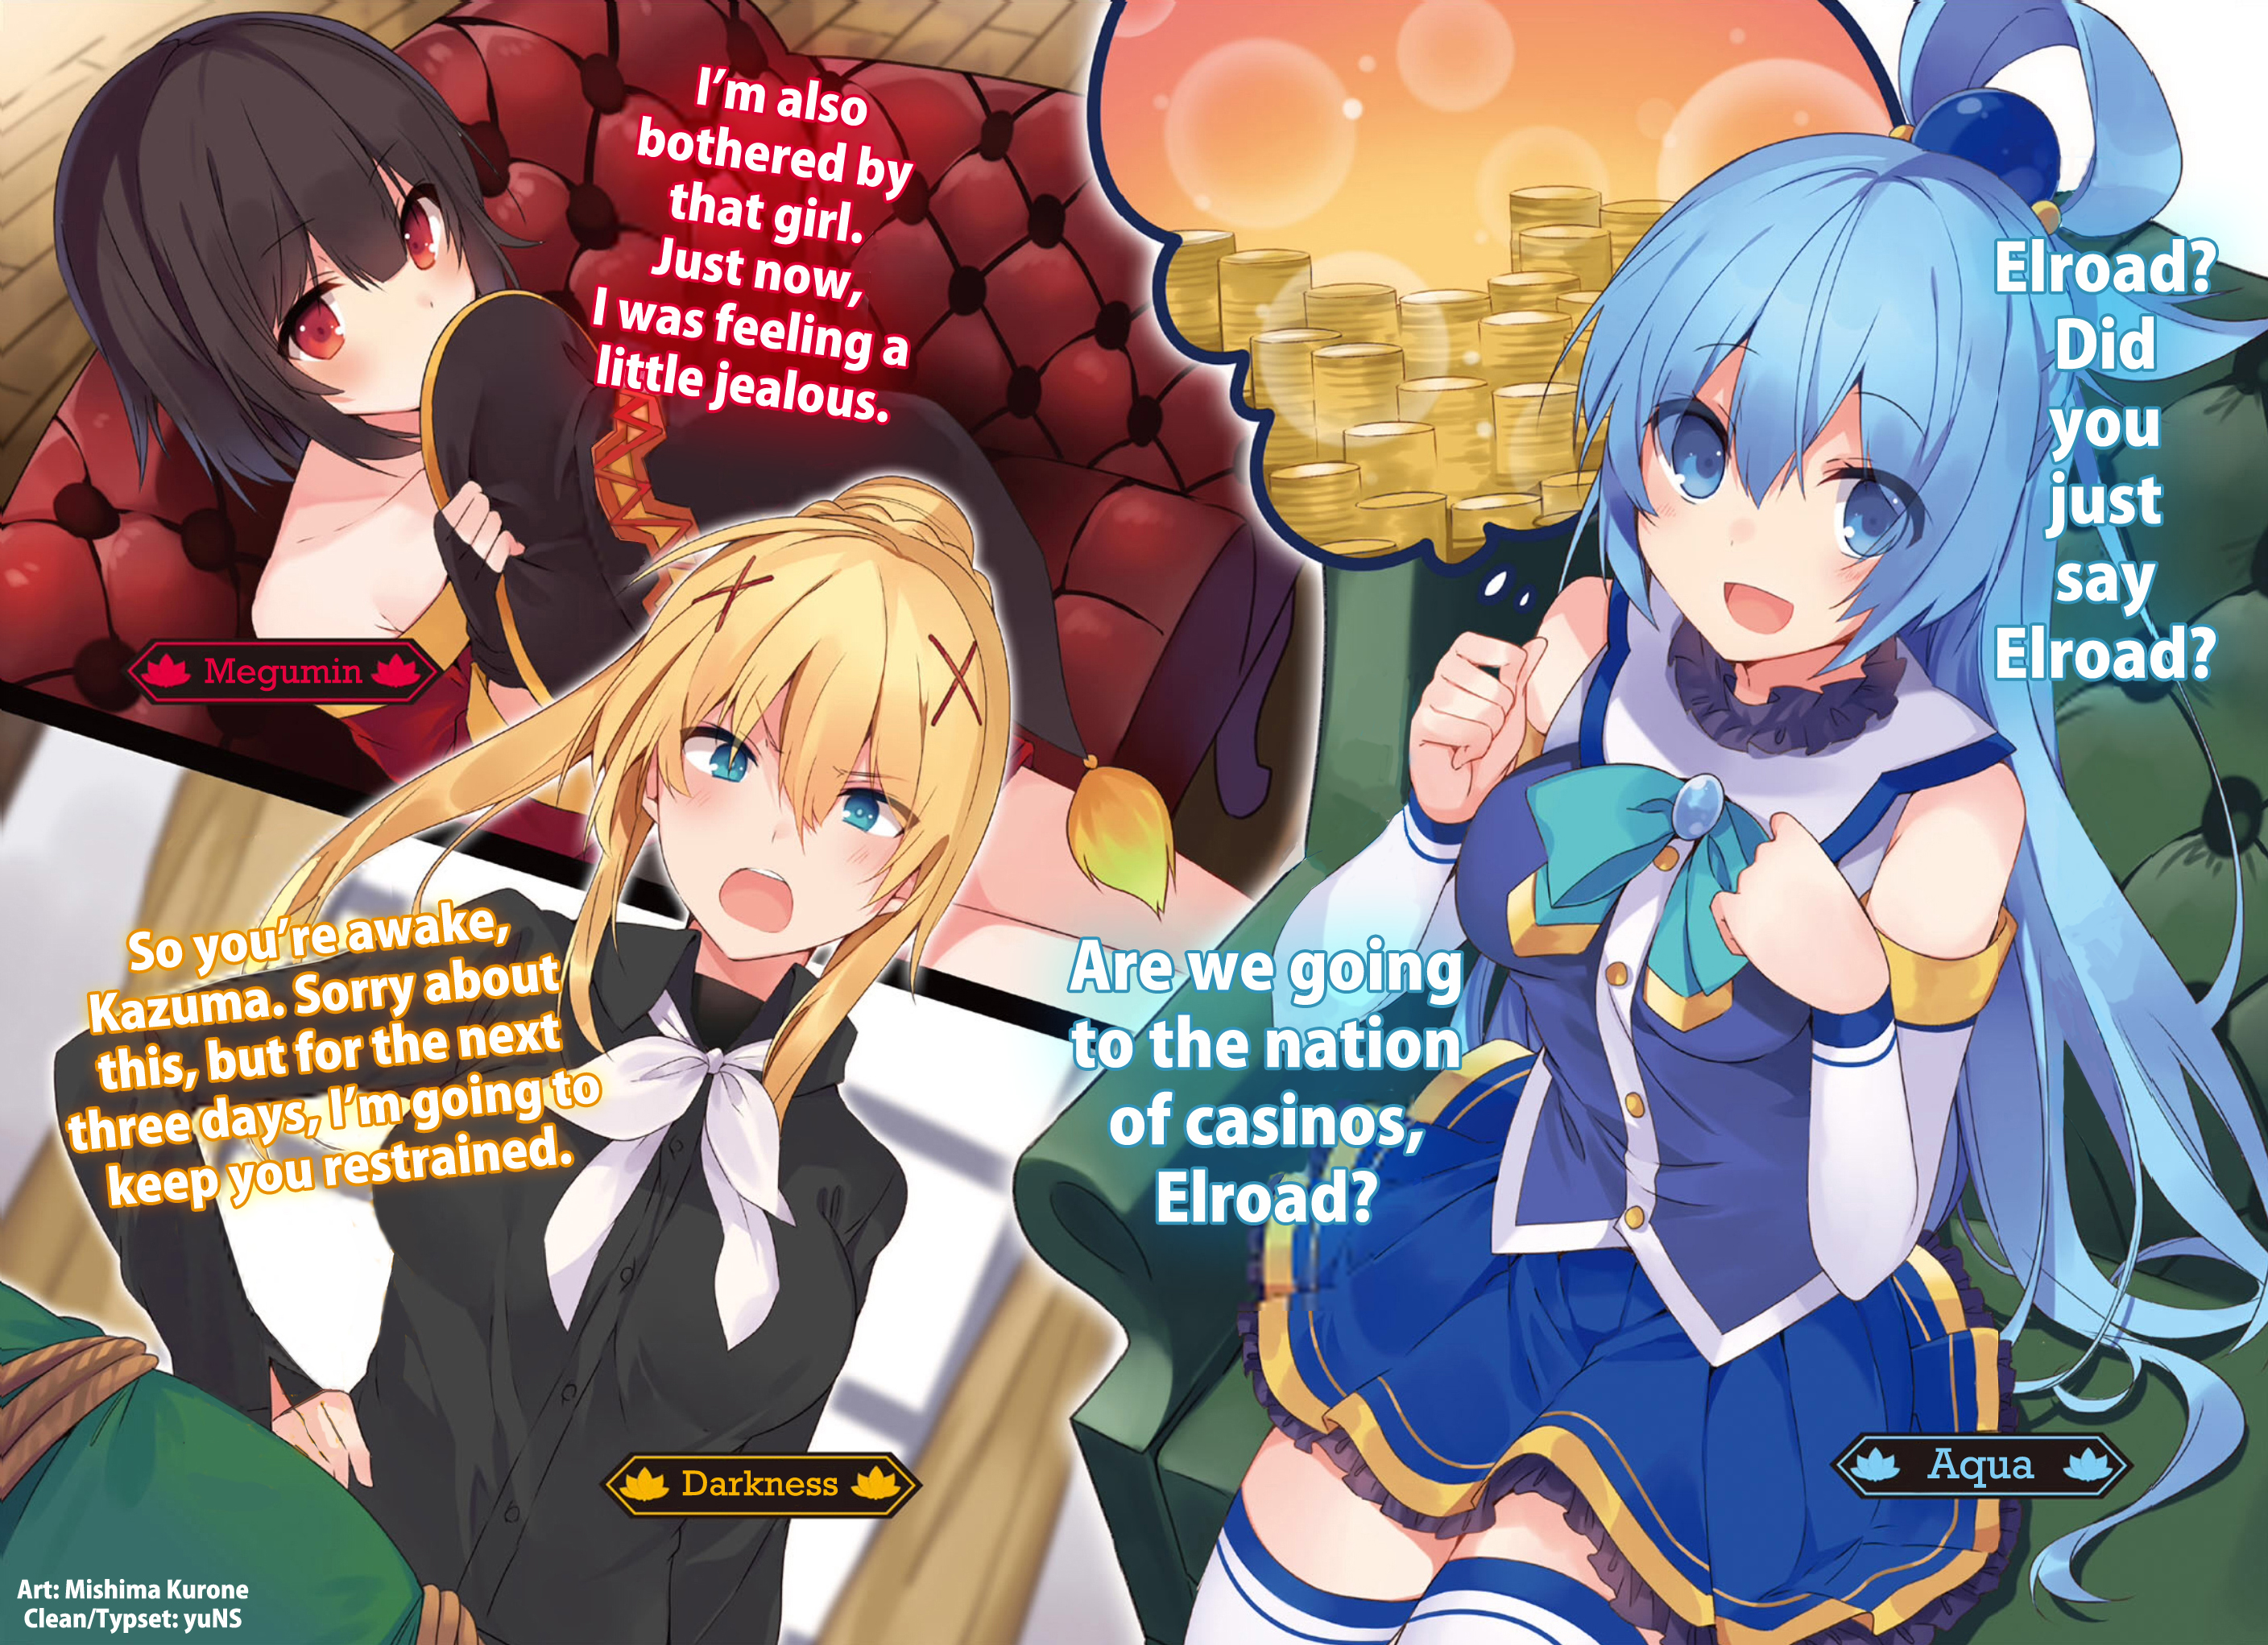 I'm also
bothered by
that girl.
Just now,
I was feeling a
little jealous.
Megumin
So you're awake,
Kazuma. Sorry about
this, but for the next
three days, I'm going to
keep you restrained.
Darkness
Elroad?
Did
you
just
say
Elroad?
Are we going
to the nation
of casinos,
Elroad?
Aqua
Art: Mishima Kurone
Clean/Typset: yuNS